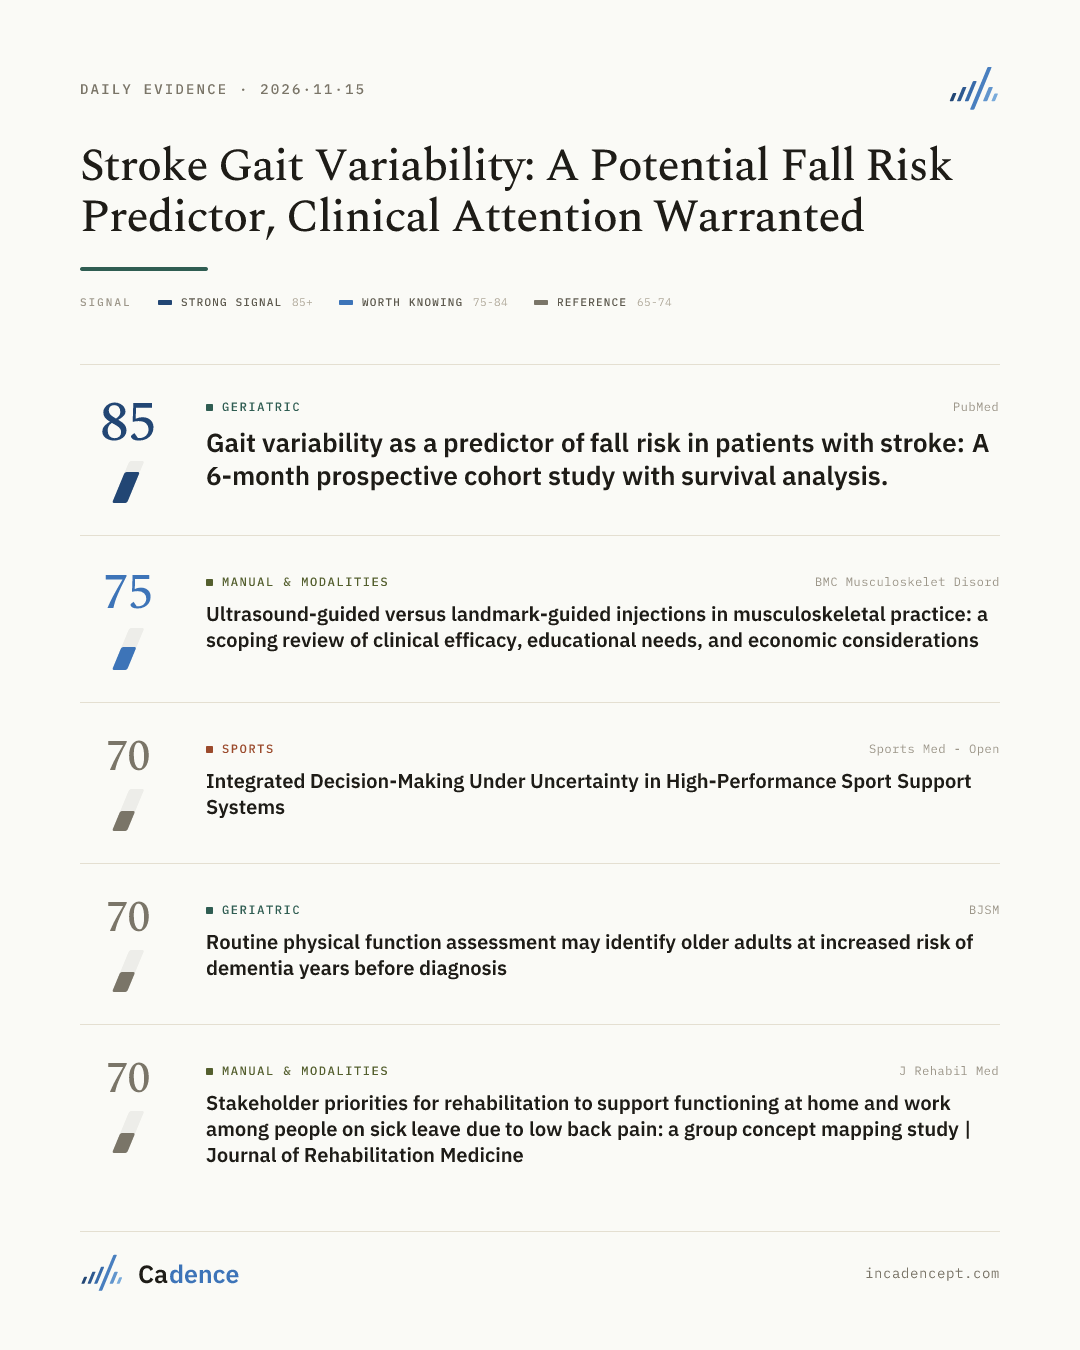 DAILY EVIDENCE · 2026·11·15
Stroke Gait Variability: A Potential Fall Risk
Predictor, Clinical Attention Warranted
SIGNAL STRONG SIGNAL 85+ WORTH KNOWING 75-84 REFERENCE 65-74
85
GERIATRIC PubMed
Gait variability as a predictor of fall risk in patients with stroke: A
6-month prospective cohort study with survival analysis.
75
MANUAL & MODALITIES BMC Musculoskelet Disord
Ultrasound-guided versus landmark-guided injections in musculoskeletal practice: a
scoping review of clinical efficacy, educational needs, and economic considerations
70
SPORTS Sports Med - Open
Integrated Decision-Making Under Uncertainty in High-Performance Sport Support
Systems
70
GERIATRIC BJSM
Routine physical function assessment may identify older adults at increased risk of
dementia years before diagnosis
70
MANUAL & MODALITIES J Rehabil Med
Stakeholder priorities for rehabilitation to support functioning at home and work
among people on sick leave due to low back pain: a group concept mapping study |
Journal of Rehabilitation Medicine
Cadence incadencept.com